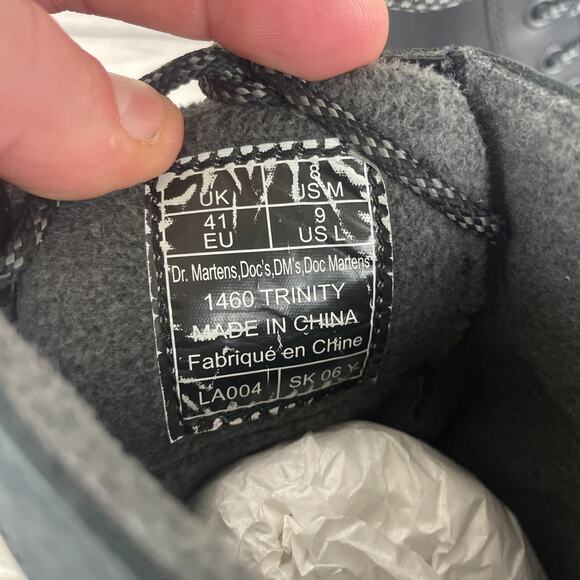 UK 8 US M
41 EU 9 US L
Dr. Martens,Doc's,DM's,Doc Martens
1460 TRINITY
MADE IN CHINA
Fabriqué en Chine
LA004 SK 06 Y